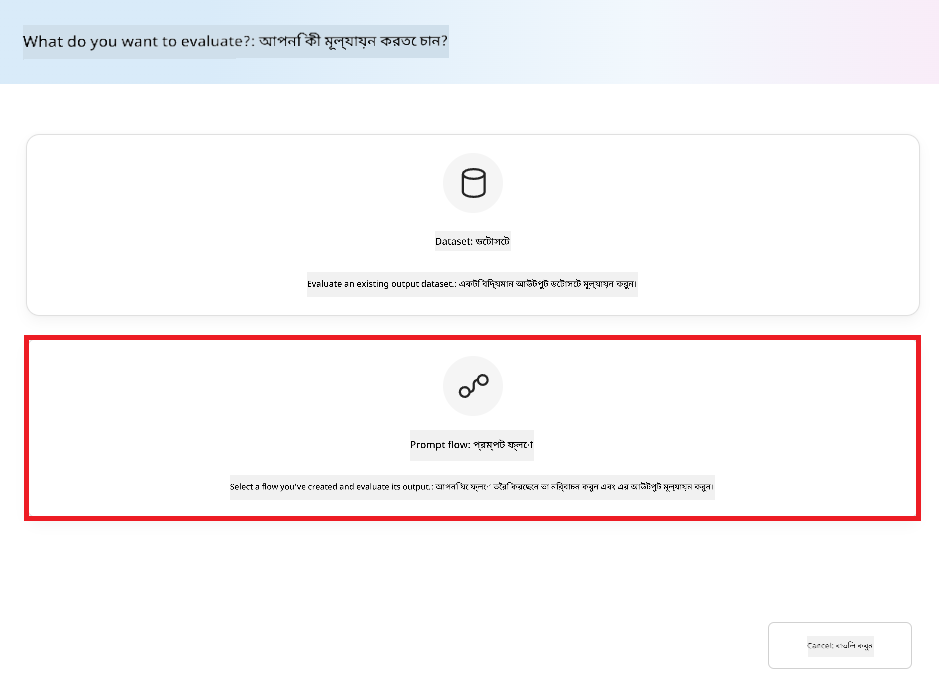 What do you want to evaluate?: আপনি কী মূল্যায়ন করতে চান?
Dataset: ডেটাসেট
Evaluate an existing output dataset.: একটি বিদ্যমান আউটপুট ডেটাসেট মূল্যায়ন করুন।
Prompt flow: প্রম্পট ফ্লো
Select a flow you've created and evaluate its output.: আপনি যে ফ্লো তৈরি করেছেন তা নির্বাচন করুন এবং এর আউটপুট মূল্যায়ন করুন।
Cancel: বাতিল করুন